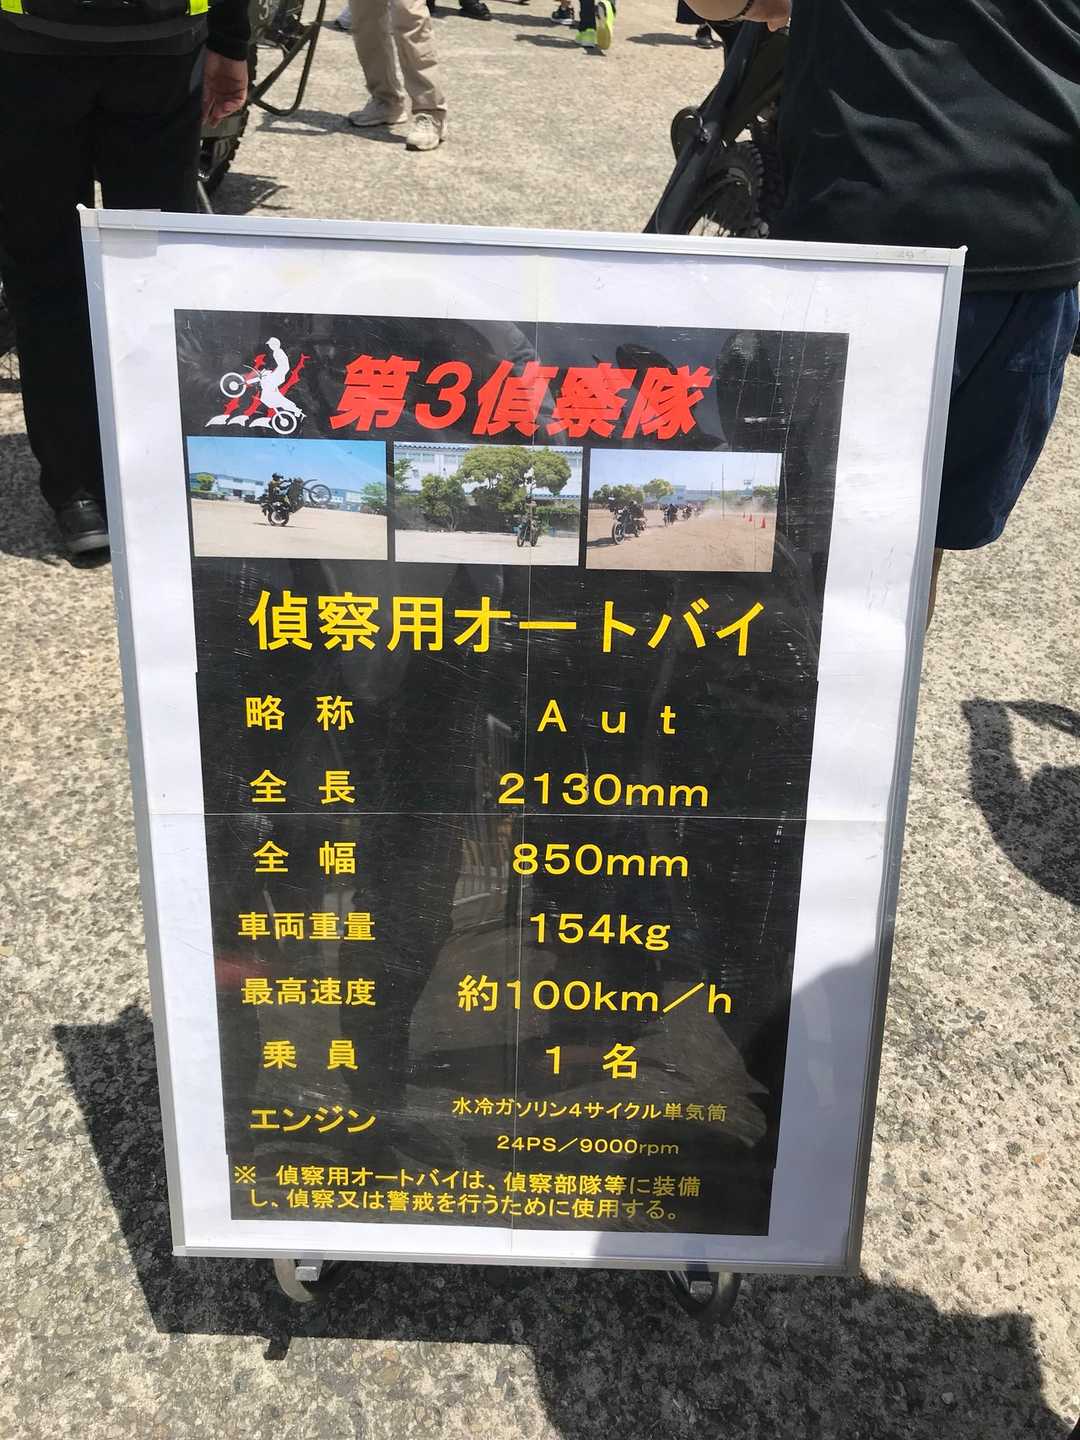 第3偵察隊
偵察用オートバイ
略称 Aut
全長 2130mm
全幅 850mm
車両重量 154kg
最高速度 約100km/h
乗員 1名
エンジン 水冷ガソリン4サイクル単気筒
24PS/9000rpm
※ 偵察用オートバイは、偵察部隊等に装備
し、偵察又は警戒を行うために使用する。